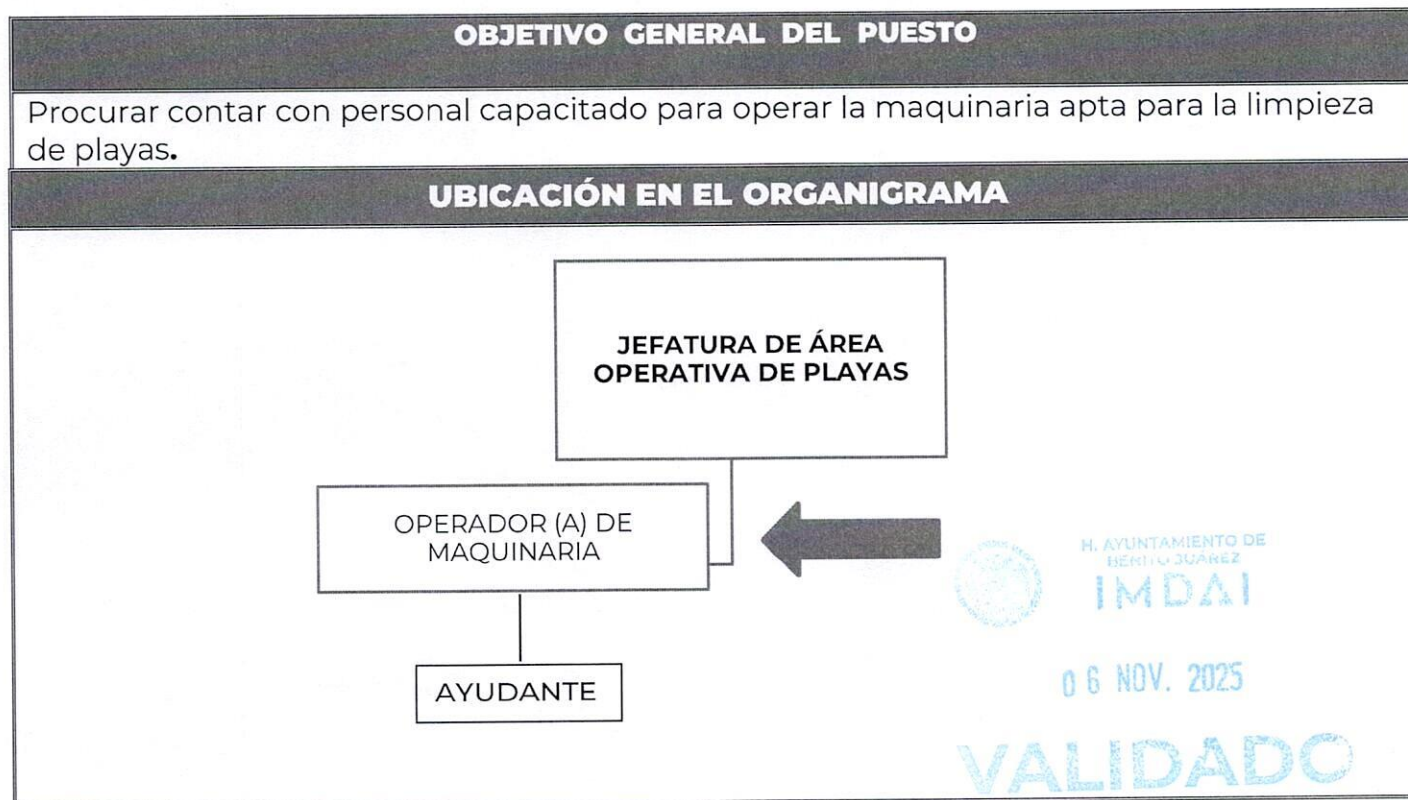 OBJETIVO GENERAL DEL PUESTO
Procurar contar con personal capacitado para operar la maquinaria apta para la limpieza
de playas.
UBICACIÓN EN EL ORGANIGRAMA
JEFATURA DE ÁREA
OPERATIVA DE PLAYAS
OPERADOR (A) DE
MAQUINARIA
AYUDANTE
H. AYUNTAMIENTO DE
BENITO JUÁREZ
IMDAI
06 NOV. 2025
VALIDADO